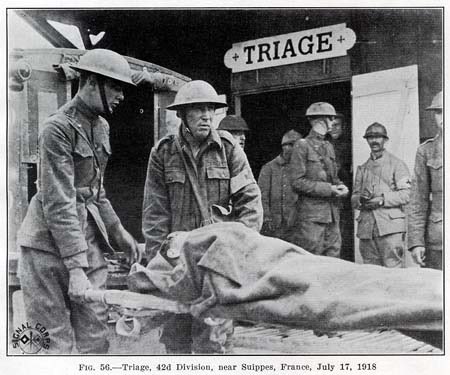 + TRIAGE +
SIGNAL CORPS
FIG. 56.—Triage, 42d Division, near Suippes, France, July 17, 1918